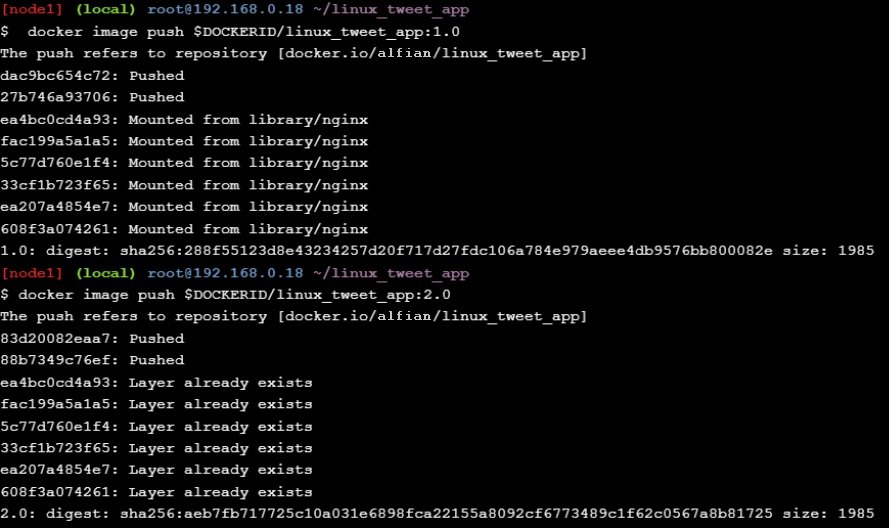 [node1] (local) root@192.168.0.18 ~/linux_tweet_app
$  docker image push $DOCKERID/linux_tweet_app:1.0
The push refers to repository [docker.io/alfian/linux_tweet_app]
dac9bc654c72: Pushed
27b746a93706: Pushed
ea4bc0cd4a93: Mounted from library/nginx
fac199a5a1a5: Mounted from library/nginx
5c77d760e1f4: Mounted from library/nginx
33cf1b723f65: Mounted from library/nginx
ea207a4854e7: Mounted from library/nginx
608f3a074261: Mounted from library/nginx
1.0: digest: sha256:288f55123d8e43234257d20f717d27fdc106a784e979aeee4db9576bb800082e size: 1985
[node1] (local) root@192.168.0.18 ~/linux_tweet_app
$ docker image push $DOCKERID/linux_tweet_app:2.0
The push refers to repository [docker.io/alfian/linux_tweet_app]
83d20082eaa7: Pushed
88b7349c76ef: Pushed
ea4bc0cd4a93: Layer already exists
fac199a5a1a5: Layer already exists
5c77d760e1f4: Layer already exists
33cf1b723f65: Layer already exists
ea207a4854e7: Layer already exists
608f3a074261: Layer already exists
2.0: digest: sha256:aeb7fb717725c10a031e6898fca22155a8092cf6773489c1f62c0567a8b81725 size: 1985